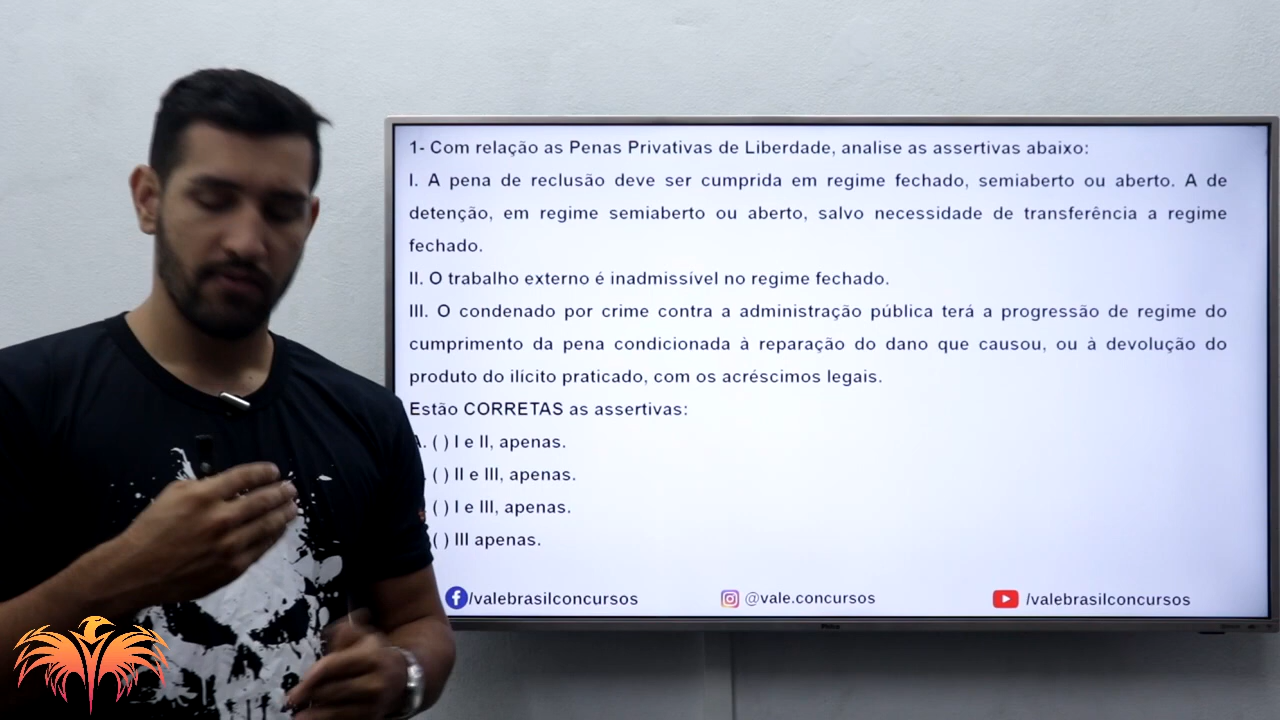 1- Com relação as Penas Privativas de Liberdade, analise as assertivas abaixo:
I. A pena de reclusão deve ser cumprida em regime fechado, semiaberto ou aberto. A de
detenção, em regime semiaberto ou aberto, salvo necessidade de transferência a regime
fechado.
II. O trabalho externo é inadmissível no regime fechado.
III. O condenado por crime contra a administração pública terá a progressão de regime do
cumprimento da pena condicionada à reparação do dano que causou, ou à devolução do
produto do ilícito praticado, com os acréscimos legais.
Estão CORRETAS as assertivas:
A. ( ) I e II, apenas.
( ) II e III, apenas.
( ) I e III, apenas.
( ) III apenas.
/valebrasilconcursos
@vale.concursos
/valebrasilconcursos